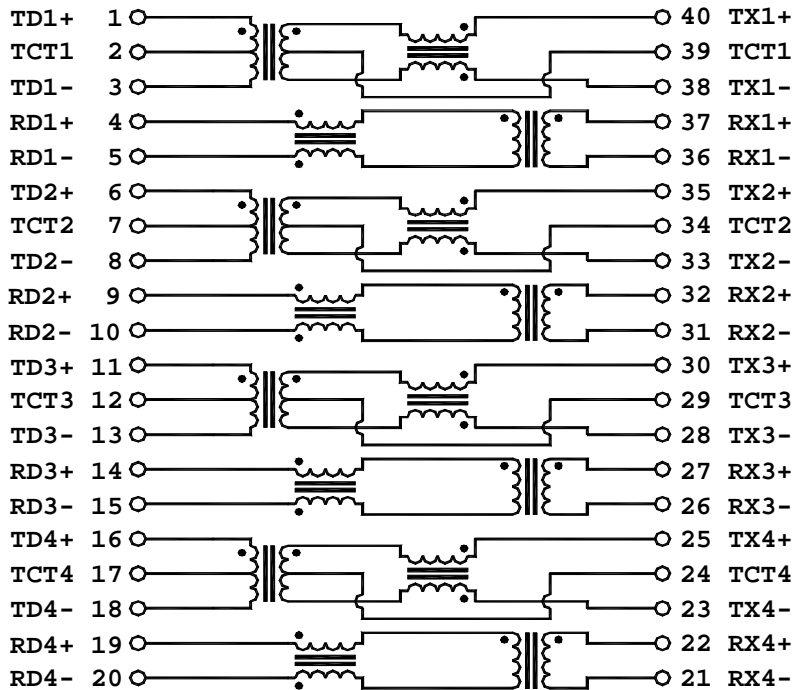 TD1+ 1 40 TX1+
TCT1 2 39 TCT1
TD1- 3 38 TX1-
RD1+ 4 37 RX1+
RD1- 5 36 RX1-
TD2+ 6 35 TX2+
TCT2 7 34 TCT2
TD2- 8 33 TX2-
RD2+ 9 32 RX2+
RD2- 10 31 RX2-
TD3+ 11 30 TX3+
TCT3 12 29 TCT3
TD3- 13 28 TX3-
RD3+ 14 27 RX3+
RD3- 15 26 RX3-
TD4+ 16 25 TX4+
TCT4 17 24 TCT4
TD4- 18 23 TX4-
RD4+ 19 22 RX4+
RD4- 20 21 RX4-